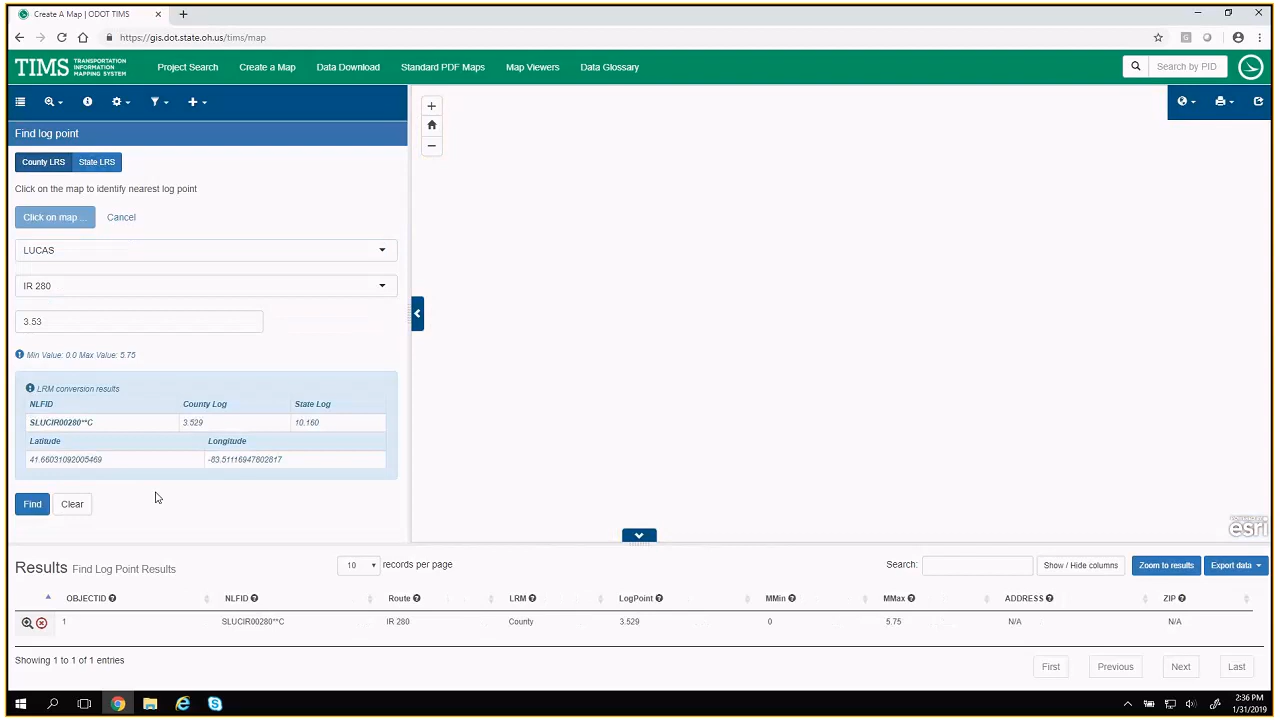 Create A Map | ODOT TIMS
https://gis.dot.state.oh.us/tims/map
TIMS TRANSPORTATION INFORMATION MAPPING SYSTEM
Project Search Create a Map Data Download Standard PDF Maps Map Viewers Data Glossary Search by PID
Find log point
County LRS State LRS
Click on the map to identify nearest log point
Click on map ... Cancel
LUCAS
IR 280
3.53
Min Value: 0.0 Max Value: 5.75
LRM conversion results
NLFID County Log State Log
SLUCIR00280**C 3.529 10.160
Latitude Longitude
41.66031092005469 -83.51116947802817
Find Clear
POWERED BY
esri
Results Find Log Point Results 10 records per page Search: Show / Hide columns Zoom to results Export data
OBJECTID NLFID Route LRM LogPoint MMin MMax ADDRESS ZIP
1 SLUCIR00280**C IR 280 County 3.529 0 5.75 N/A N/A
Showing 1 to 1 of 1 entries
First Previous Next Last
2:36 PM
1/31/2019